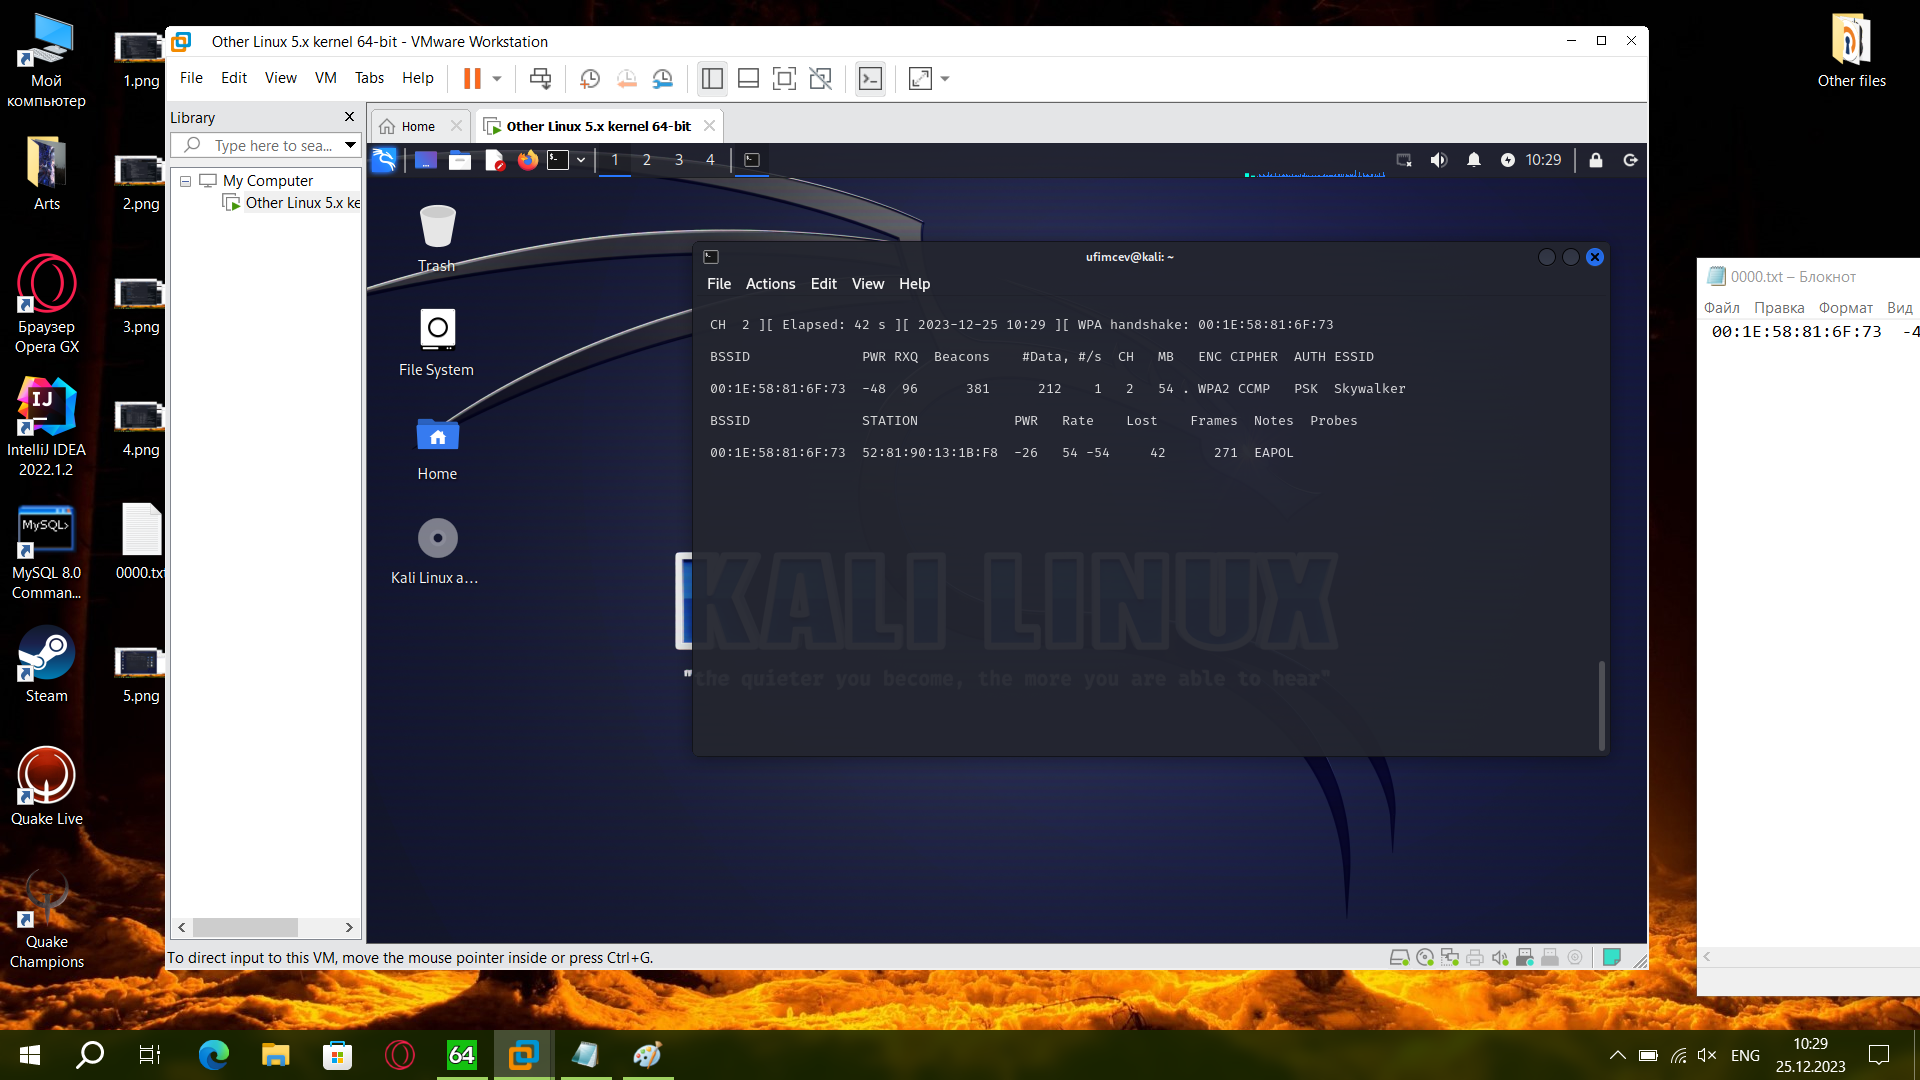 Мой
компьютер
Arts
Браузер
Opera GX
IntelliJ IDEA
2022.1.2
MySQL>
MySQL 8.0
Comman...
Steam
Quake Live
Quake
Champions
1.png
2.png
3.png
4.png
0000.txt
5.png
Other Linux 5.x kernel 64-bit - VMware Workstation
File Edit View VM Tabs Help
Library
Type here to sea...
My Computer
Other Linux 5.x ke
Home
Other Linux 5.x kernel 64-bit
1 2 3 4
10:29
Trash
File System
Home
Kali Linux a...
ufimcev@kali: ~
File Actions Edit View Help
CH 2 ][ Elapsed: 42 s ][ 2023-12-25 10:29 ][ WPA handshake: 00:1E:58:81:6F:73
BSSID PWR RXQ Beacons #Data, #/s CH MB ENC CIPHER AUTH ESSID
00:1E:58:81:6F:73 -48 96 381 212 1 2 54 . WPA2 CCMP PSK Skywalker
BSSID STATION PWR Rate Lost Frames Notes Probes
00:1E:58:81:6F:73 52:81:90:13:1B:F8 -26 54 -54 42 271 EAPOL
KALI LINUX
"the quieter you become, the more you are able to hear"
To direct input to this VM, move the mouse pointer inside or press Ctrl+G.
Other files
0000.txt – Блокнот
Файл Правка Формат Вид
00:1E:58:81:6F:73 -4
64
ENG
10:29
25.12.2023